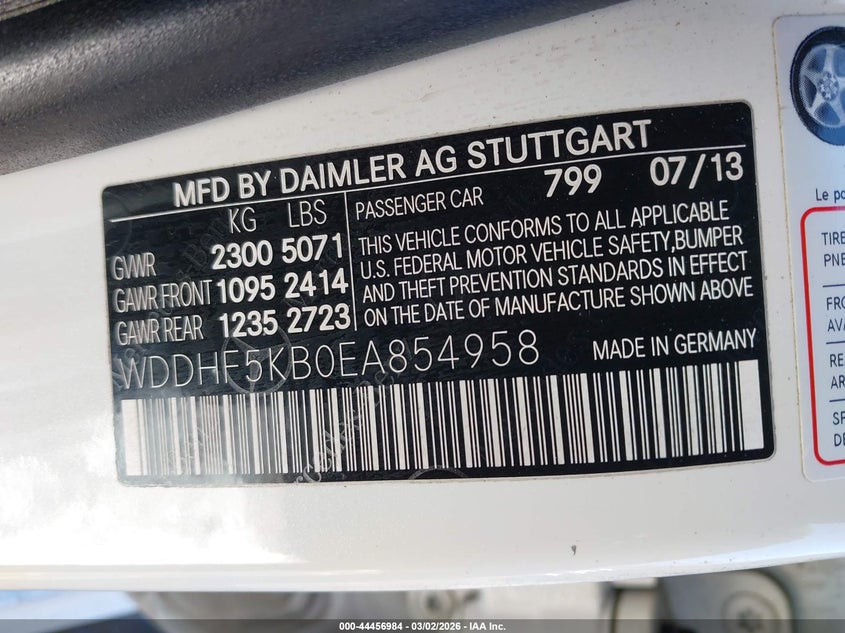 MFD BY DAIMLER AG STUTTGART 799 07/13
KG LBS
GVWR 2300 5071
GAWR FRONT 1095 2414
GAWR REAR 1235 2723
PASSENGER CAR
THIS VEHICLE CONFORMS TO ALL APPLICABLE
U.S. FEDERAL MOTOR VEHICLE SAFETY,BUMPER
AND THEFT PREVENTION STANDARDS IN EFFECT
ON THE DATE OF MANUFACTURE SHOWN ABOVE
WDDHF5KB0EA854958 MADE IN GERMANY
Le
TIRE
000-44456984 - 03/02/2026 - IAA Inc.